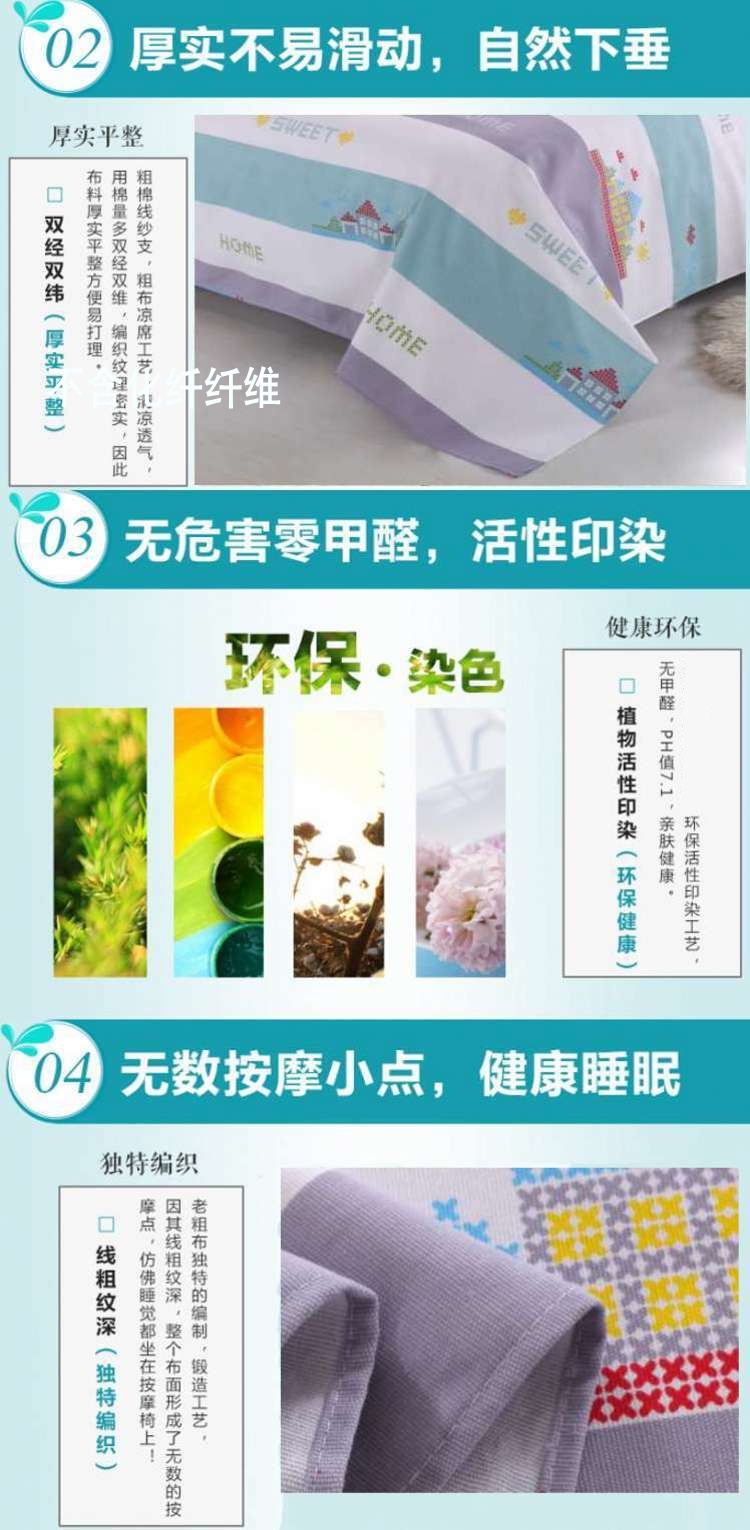 02
厚实不易滑动，自然下垂
厚实平整
□ 双经双纬（厚实平整）
粗棉线纱支，粗布凉席工艺，清凉透气，
用棉量多双经双维，编织纹理密实，因此
布料厚实平整方便易打理。
不含化纤纤维
SWEET
HOME
SWEET
HOME
03
无危害零甲醛，活性印染
环保·染色
健康环保
□ 植物活性印染（环保健康）
环保活性印染工艺，
无甲醛，PH值7.1，亲肤健康。
04
无数按摩小点，健康睡眠
独特编织
□ 线粗纹深（独特编织）
老粗布独特的编制，锻造工艺，
因其线粗纹深，整个布面形成了无数的按
摩点，仿佛睡觉都坐在按摩椅上！